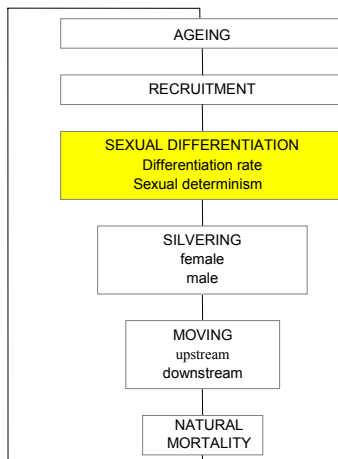 AGEING
RECRUITMENT
SEXUAL DIFFERENTIATION
Differentiation rate
Sexual determinism
SILVERING
female
male
MOVING
upstream
downstream
NATURAL
MORTALITY